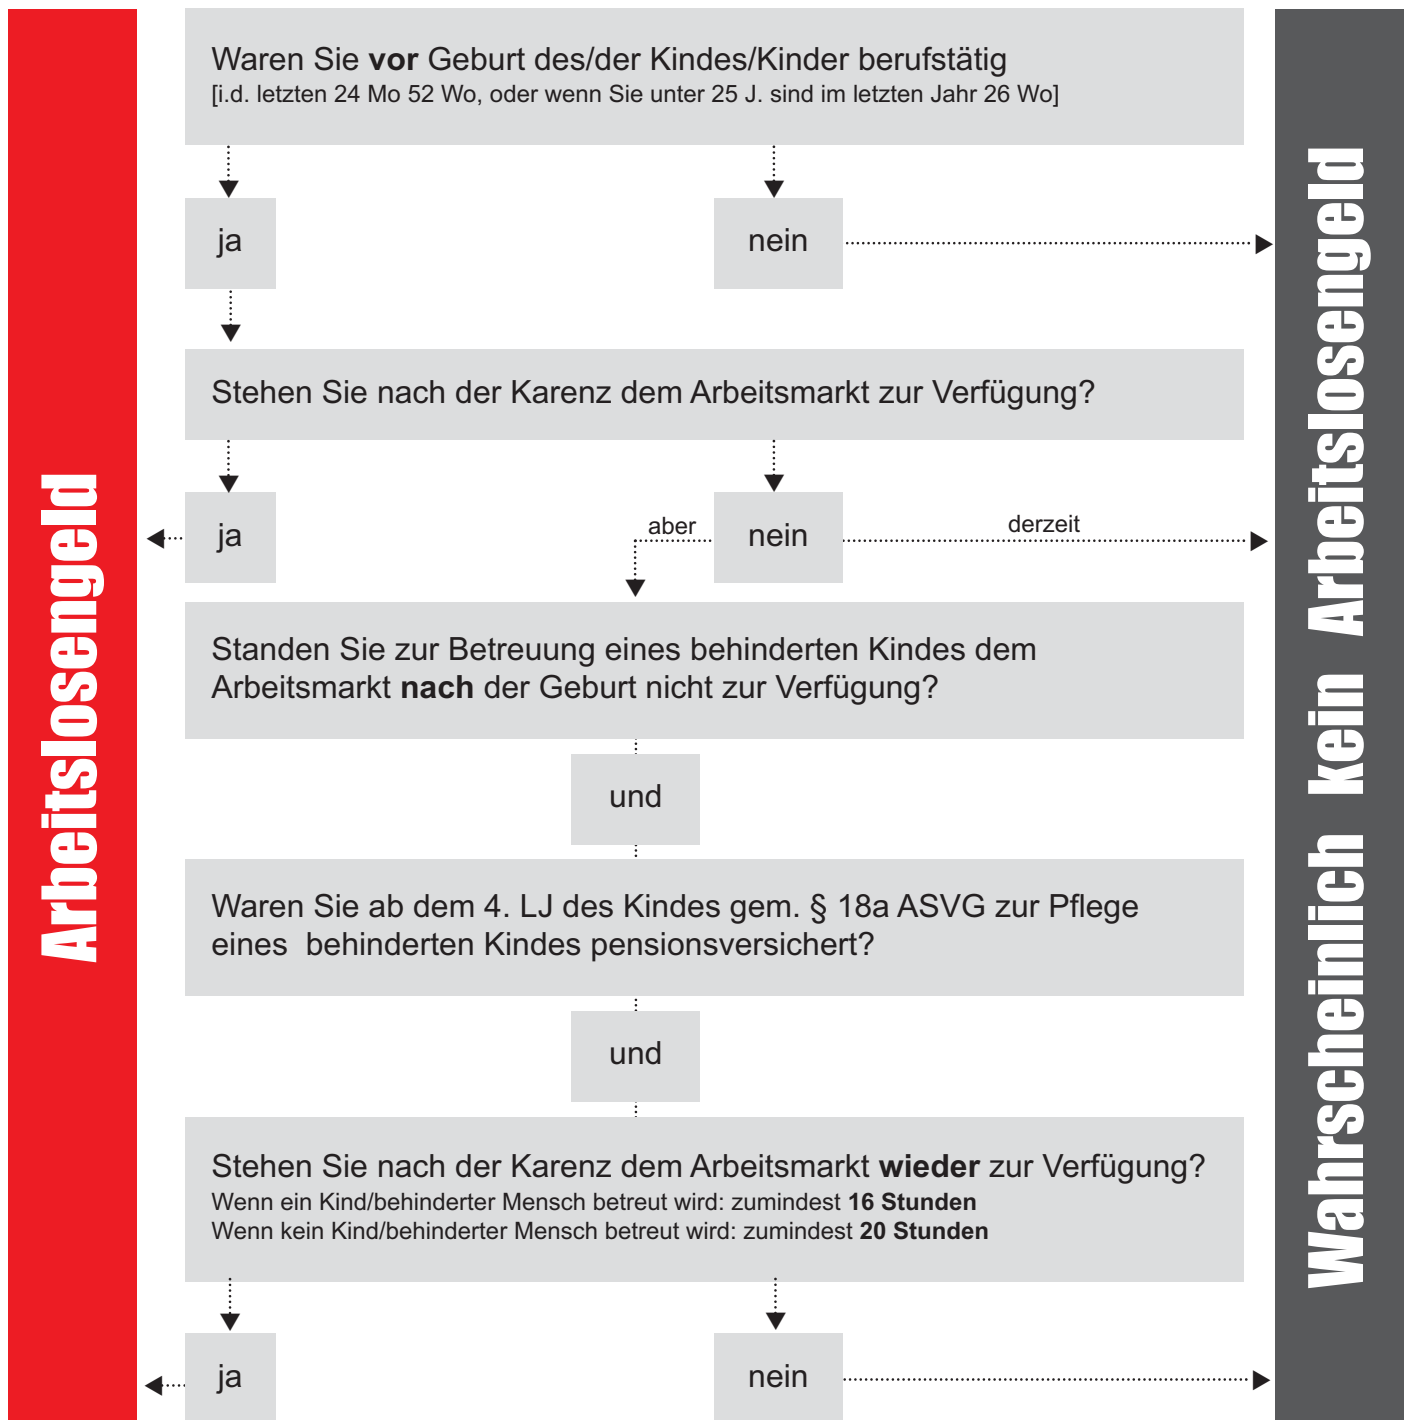 Arbeitslosengeld
Waren Sie vor Geburt des/der Kindes/Kinder berufstätig
[i.d. letzten 24 Mo 52 Wo, oder wenn Sie unter 25 J. sind im letzten Jahr 26 Wo]
ja
nein
Stehen Sie nach der Karenz dem Arbeitsmarkt zur Verfügung?
ja
aber
nein
derzeit
Standen Sie zur Betreuung eines behinderten Kindes dem
Arbeitsmarkt nach der Geburt nicht zur Verfügung?
und
Waren Sie ab dem 4. LJ des Kindes gem. § 18a ASVG zur Pflege
eines behinderten Kindes pensionsversichert?
und
Stehen Sie nach der Karenz dem Arbeitsmarkt wieder zur Verfügung?
Wenn ein Kind/behinderter Mensch betreut wird: zumindest 16 Stunden
Wenn kein Kind/behinderter Mensch betreut wird: zumindest 20 Stunden
ja
nein
Wahrscheinlich kein Arbeitslosengeld